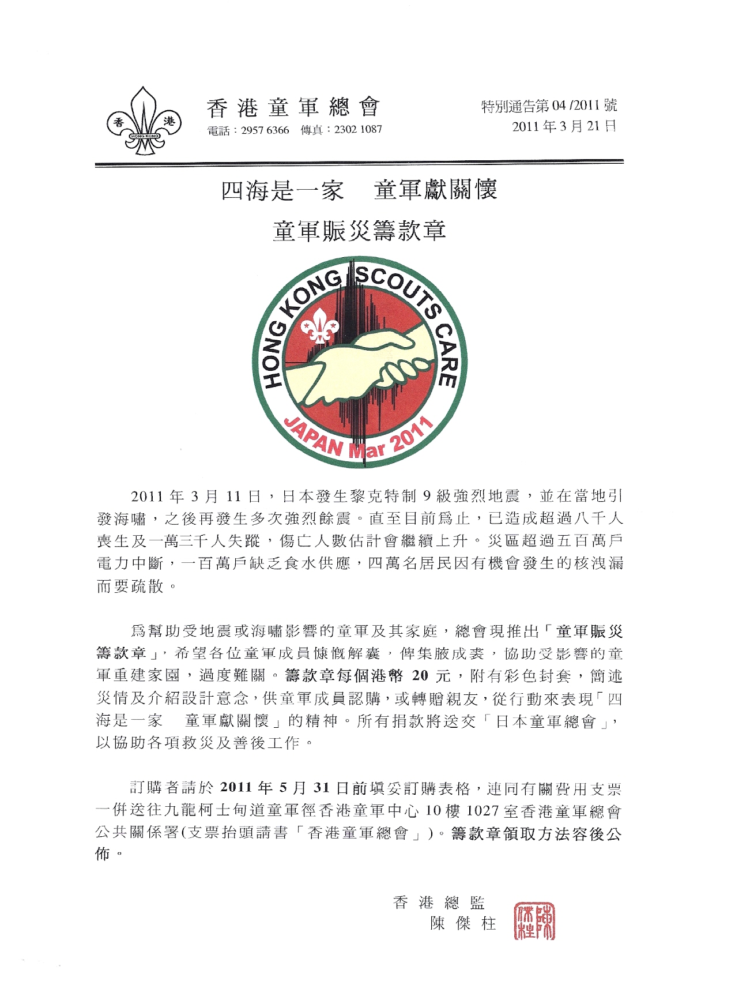 香港童軍總會
電話：2957 6366 傳真：2302 1087
特別通告第 04 /2011 號
2011 年 3 月 21 日
香 港
HONG KONG
四海是一家 童軍獻關懷
童軍賑災籌款章
HONG KONG SCOUTS CARE
JAPAN Mar 2011
2011 年 3 月 11 日，日本發生黎克特制 9 級強烈地震，並在當地引
發海嘯，之後再發生多次強烈餘震。直至目前爲止，已造成超過八千人
喪生及一萬三千人失蹤，傷亡人數估計會繼續上升。災區超過五百萬戶
電力中斷，一百萬戶缺乏食水供應，四萬名居民因有機會發生的核洩漏
而要疏散。
爲幫助受地震或海嘯影響的童軍及其家庭，總會現推出「童軍賑災
籌款章」，希望各位童軍成員慷慨解囊，俾集腋成裘，協助受影響的童
軍重建家園，過度難關。籌款章每個港幣 20 元，附有彩色封套，簡述
災情及介紹設計意念，供童軍成員認購，或轉贈親友，從行動來表現「四
海是一家 童軍獻關懷」的精神。所有捐款將送交「日本童軍總會」，
以協助各項救災及善後工作。
訂購者請於 2011 年 5 月 31 日前填妥訂購表格，連同有關費用支票
一併送往九龍柯士甸道童軍徑香港童軍中心 10 樓 1027 室香港童軍總會
公共關係署(支票抬頭請書「香港童軍總會」)。籌款章領取方法容後公
佈。
香港總監
陳傑柱
陳傑柱